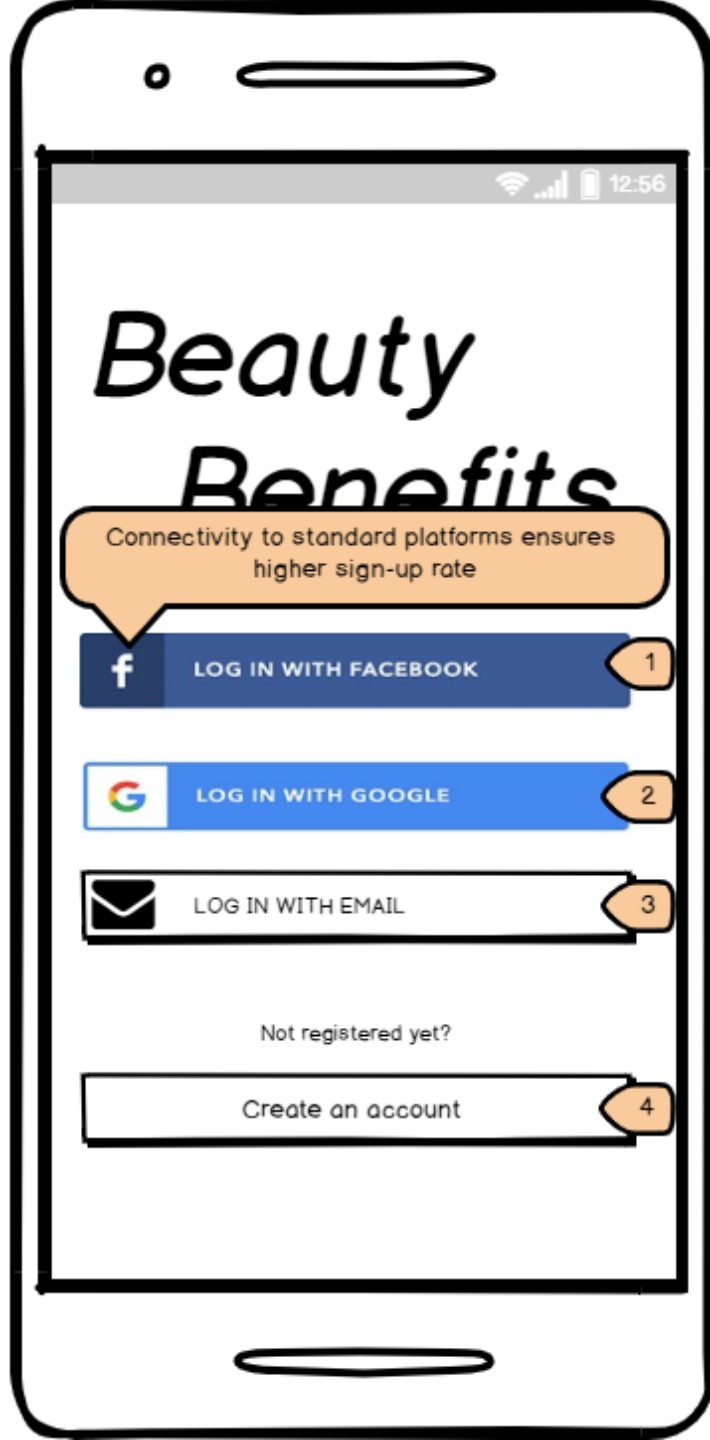 12:56
Beauty
Benefits
Connectivity to standard platforms ensures
higher sign-up rate
f LOG IN WITH FACEBOOK 1
G LOG IN WITH GOOGLE 2
LOG IN WITH EMAIL 3
Not registered yet?
Create an account 4